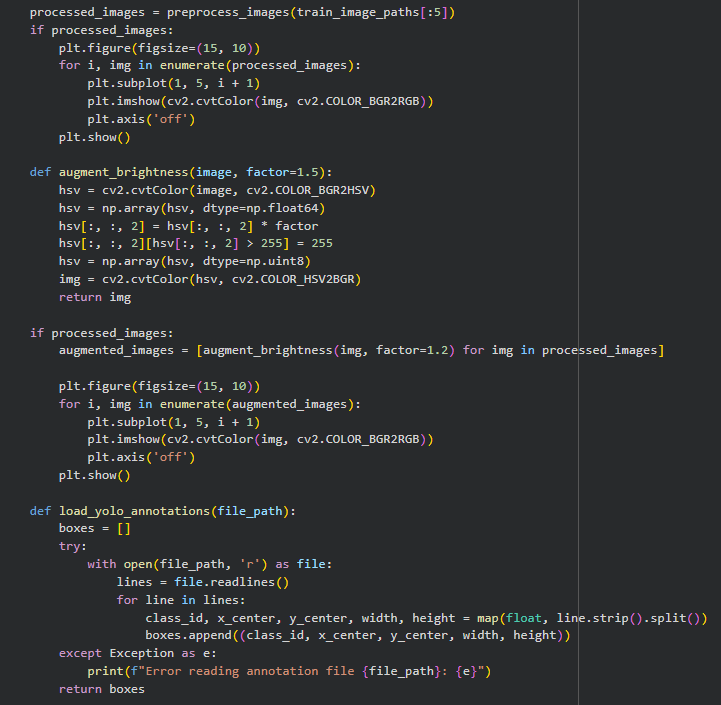 processed_images = preprocess_images(train_image_paths[:5])
if processed_images:
    plt.figure(figsize=(15, 10))
    for i, img in enumerate(processed_images):
        plt.subplot(1, 5, i + 1)
        plt.imshow(cv2.cvtColor(img, cv2.COLOR_BGR2RGB))
        plt.axis('off')
    plt.show()

def augment_brightness(image, factor=1.5):
    hsv = cv2.cvtColor(image, cv2.COLOR_BGR2HSV)
    hsv = np.array(hsv, dtype=np.float64)
    hsv[:, :, 2] = hsv[:, :, 2] * factor
    hsv[:, :, 2][hsv[:, :, 2] > 255] = 255
    hsv = np.array(hsv, dtype=np.uint8)
    img = cv2.cvtColor(hsv, cv2.COLOR_HSV2BGR)
    return img

if processed_images:
    augmented_images = [augment_brightness(img, factor=1.2) for img in processed_images]

    plt.figure(figsize=(15, 10))
    for i, img in enumerate(augmented_images):
        plt.subplot(1, 5, i + 1)
        plt.imshow(cv2.cvtColor(img, cv2.COLOR_BGR2RGB))
        plt.axis('off')
    plt.show()

def load_yolo_annotations(file_path):
    boxes = []
    try:
        with open(file_path, 'r') as file:
            lines = file.readlines()
            for line in lines:
                class_id, x_center, y_center, width, height = map(float, line.strip().split())
                boxes.append((class_id, x_center, y_center, width, height))
    except Exception as e:
        print(f"Error reading annotation file {file_path}: {e}")
    return boxes